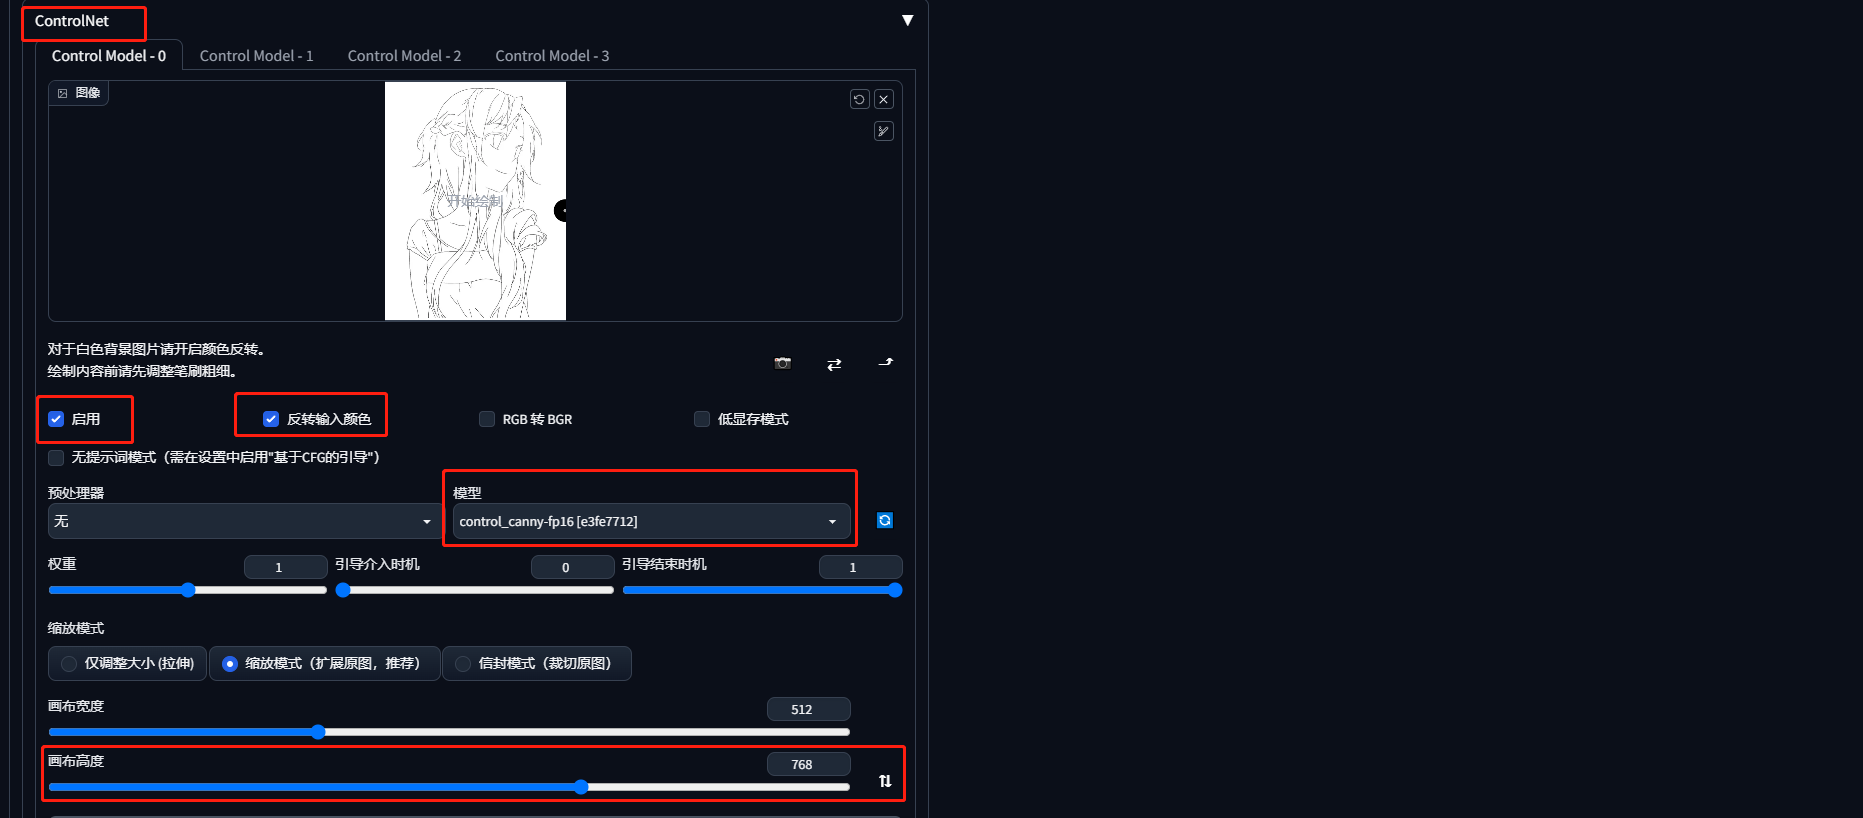 ControlNet
Control Model - 0
Control Model - 1
Control Model - 2
Control Model - 3
图像
开始绘制
对于白色背景图片请开启颜色反转。
绘制内容前请先调整笔刷粗细。
启用
反转输入颜色
RGB 转 BGR
低显存模式
无提示词模式（需在设置中启用"基于CFG的引导"）
预处理器
模型
无
control_canny-fp16 [e3fe7712]
权重
1
引导介入时机
0
引导结束时机
1
缩放模式
仅调整大小 (拉伸)
缩放模式（扩展原图，推荐）
信封模式（裁切原图）
画布宽度
512
画布高度
768